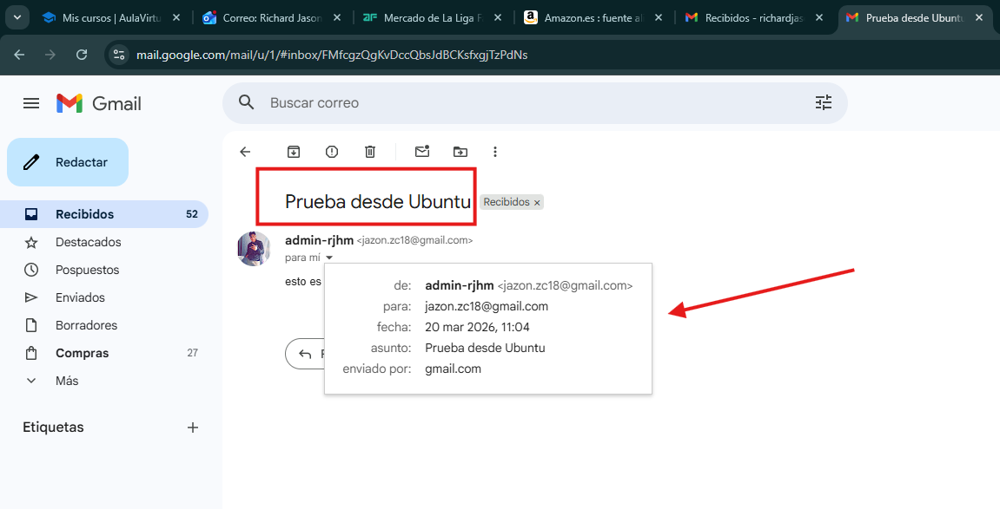 Mis cursos | AulaVirtu
Correo: Richard Jason
Mercado de La Liga F
Amazon.es : fuente al
Recibidos - richardjas
Prueba desde Ubuntu
mail.google.com/mail/u/1/#inbox/FMfcgzQgKvDccQbsJdBCKsfxgjTzPdNs
Gmail
Buscar correo
Redactar
Recibidos 52
Destacados
Pospuestos
Enviados
Borradores
Compras 27
Más
Etiquetas
Prueba desde Ubuntu Recibidos x
admin-rjhm <jazon.zc18@gmail.com>
para mí
esto es
de: admin-rjhm <jazon.zc18@gmail.com>
para: jazon.zc18@gmail.com
fecha: 20 mar 2026, 11:04
asunto: Prueba desde Ubuntu
enviado por: gmail.com